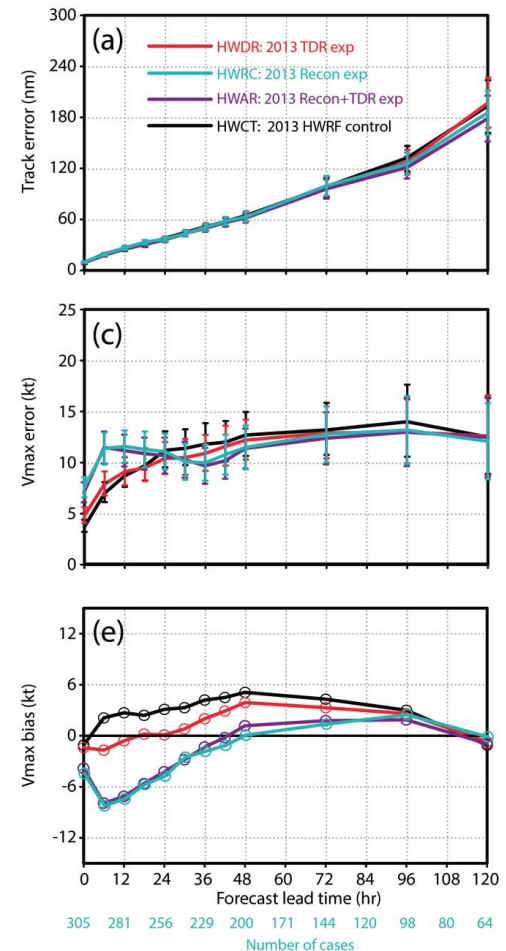 300
(a)
HWDR: 2013 TDR exp
240
HWRC: 2013 Recon exp
HWAR: 2013 Recon+TDR exp
180
HWCT: 2013 HWRF control
Track errror (nm)
120
60
0
25
(c)
20
15
Vmax error (kt)
10
5
0
(e)
12
6
Vmax bias (kt)
0
-6
-12
0 12 24 36 48 60 72 84 96 108 120
Forecast lead time (hr)
305 281 256 229 200 171 144 120 98 80 64
Number of cases